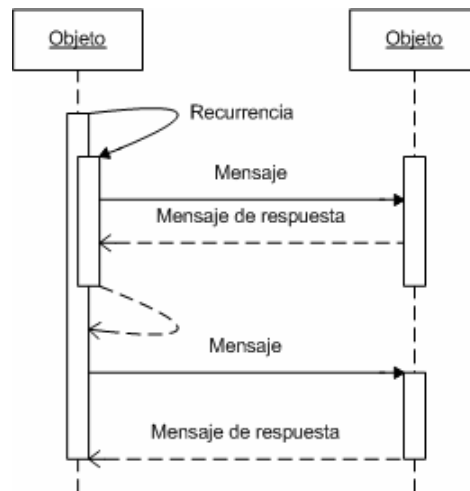 Objeto
Objeto
Recurrencia
Mensaje
Mensaje de respuesta
Mensaje
Mensaje de respuesta